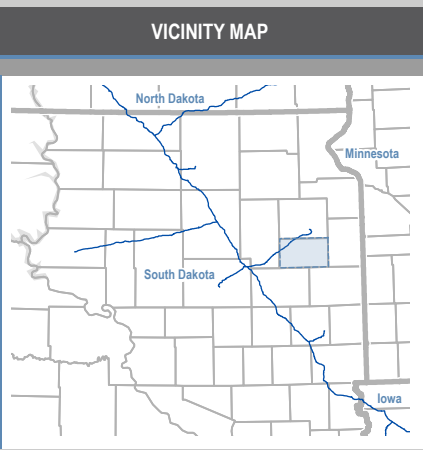 VICINITY MAP
North Dakota
Minnesota
South Dakota
Iowa